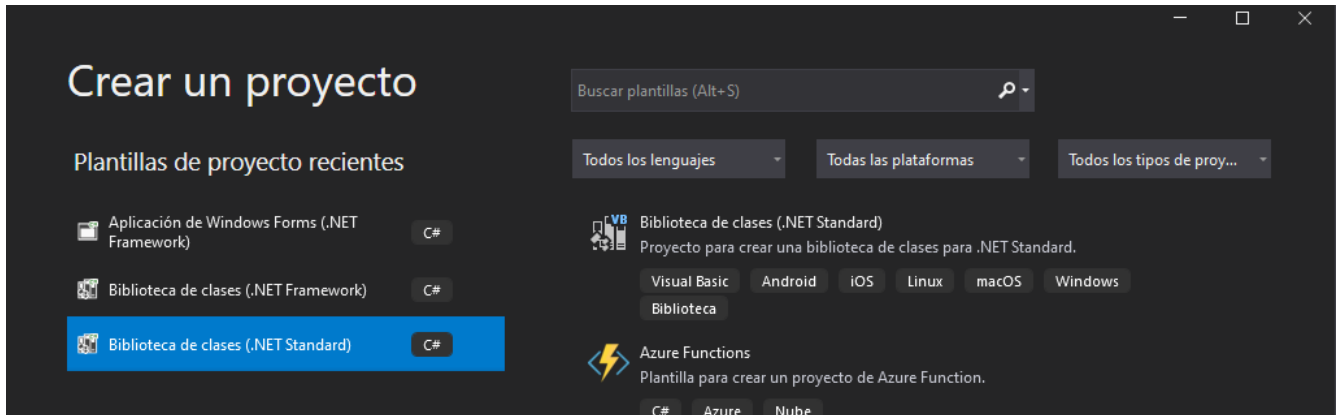 Crear un proyecto
Buscar plantillas (Alt+S)
Plantillas de proyecto recientes
Todos los lenguajes
Todas las plataformas
Todos los tipos de proy...
Aplicación de Windows Forms (.NET
Framework)
C#
Biblioteca de clases (.NET Framework)
C#
Biblioteca de clases (.NET Standard)
C#
VB
Biblioteca de clases (.NET Standard)
Proyecto para crear una biblioteca de clases para .NET Standard.
Visual Basic Android iOS Linux macOS Windows
Biblioteca
Azure Functions
Plantilla para crear un proyecto de Azure Function.
C# Azure Nube